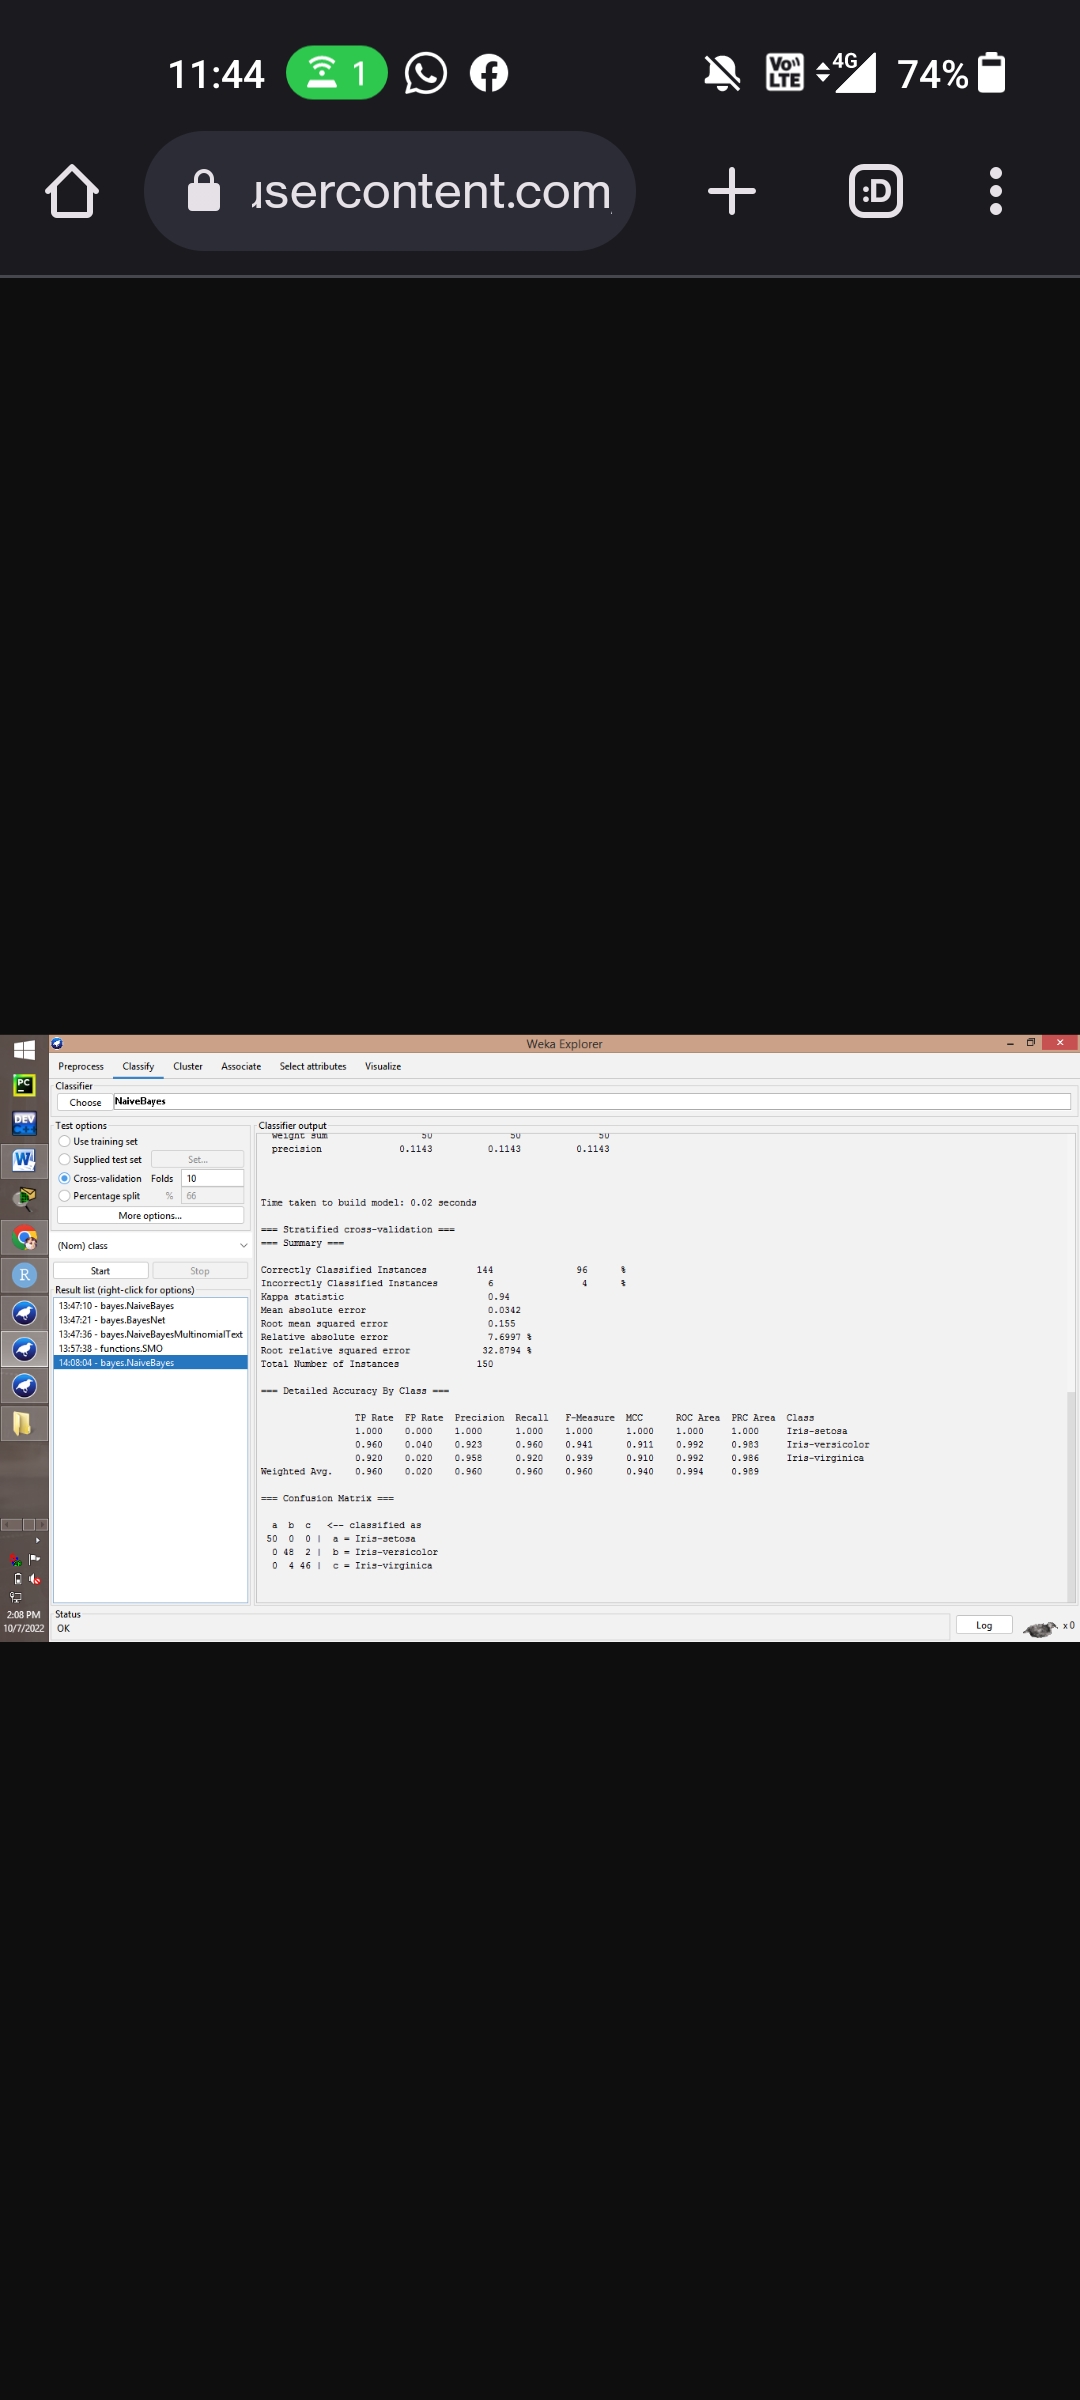 11:44 1 Vo)) LTE 4G 74%
usercontent.com :D
Weka Explorer
Preprocess Classify Cluster Associate Select attributes Visualize
Classifier
Choose NaiveBayes
Test options
Use training set
Supplied test set Set...
Cross-validation Folds 10
Percentage split % 66
More options...
(Nom) class
Start Stop
Result list (right-click for options)
13:47:10 - bayes.NaiveBayes
13:47:21 - bayes.BayesNet
13:47:36 - bayes.NaiveBayesMultinomialText
13:57:38 - functions.SMO
14:08:04 - bayes.NaiveBayes
Classifier output
weight sum 50 50 50
precision 0.1143 0.1143 0.1143
Time taken to build model: 0.02 seconds
=== Stratified cross-validation ===
=== Summary ===
Correctly Classified Instances 144 96 %
Incorrectly Classified Instances 6 4 %
Kappa statistic 0.94
Mean absolute error 0.0342
Root mean squared error 0.155
Relative absolute error 7.6997 %
Root relative squared error 32.8794 %
Total Number of Instances 150
=== Detailed Accuracy By Class ===
TP Rate FP Rate Precision Recall F-Measure MCC ROC Area PRC Area Class
1.000 0.000 1.000 1.000 1.000 1.000 1.000 1.000 Iris-setosa
0.960 0.040 0.923 0.960 0.941 0.911 0.992 0.983 Iris-versicolor
0.920 0.020 0.958 0.920 0.939 0.910 0.992 0.986 Iris-virginica
Weighted Avg. 0.960 0.020 0.960 0.960 0.960 0.940 0.994 0.989
=== Confusion Matrix ===
a b c <-- classified as
50 0 0 | a = Iris-setosa
0 48 2 | b = Iris-versicolor
0 4 46 | c = Iris-virginica
Status
OK
Log x 0
PC
DEV C++
W
R
2:08 PM
10/7/2022